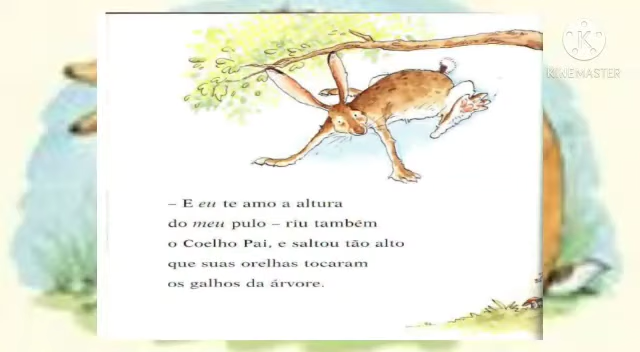 KINEMASTER
– E eu te amo a altura
do meu pulo – riu também
o Coelho Pai, e saltou tão alto
que suas orelhas tocaram
os galhos da árvore.